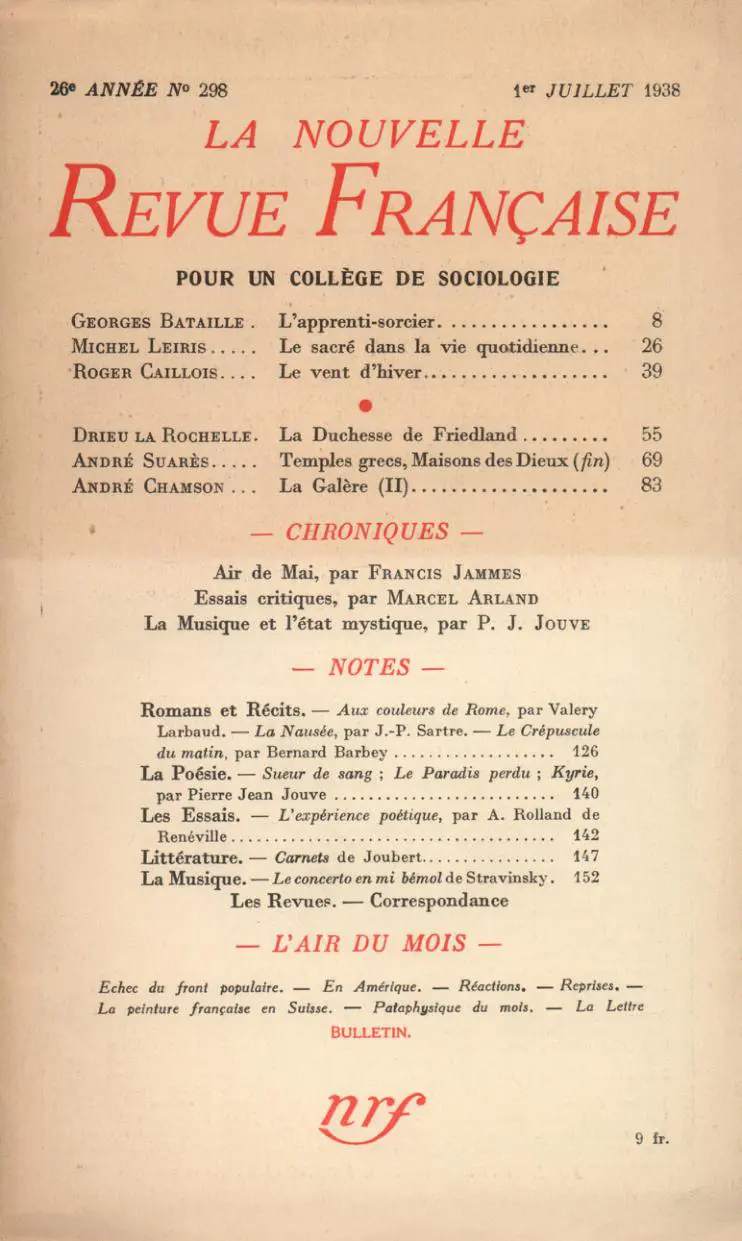 26e ANNÉE No 298
1er JUILLET 1938
LA NOUVELLE
REVUE FRANÇAISE
POUR UN COLLÈGE DE SOCIOLOGIE
GEORGES BATAILLE . L'apprenti-sorcier. . . . . . . . . . . . . . . . . 8
MICHEL LEIRIS . . . . . Le sacré dans la vie quotidienne. . . 26
ROGER CAILLOIS. . . . Le vent d'hiver. . . . . . . . . . . . . . . . . . . 39
DRIEU LA ROCHELLE. La Duchesse de Friedland . . . . . . . . . 55
ANDRÉ SUARÈS. . . . . Temples grecs, Maisons des Dieux (fin) 69
ANDRÉ CHAMSON . . . La Galère (II). . . . . . . . . . . . . . . . . . . . 83
— CHRONIQUES —
Air de Mai, par FRANCIS JAMMES
Essais critiques, par MARCEL ARLAND
La Musique et l'état mystique, par P. J. JOUVE
— NOTES —
Romans et Récits. — Aux couleurs de Rome, par Valery
Larbaud. — La Nausée, par J.-P. Sartre. — Le Crépuscule
du matin, par Bernard Barbey . . . . . . . . . . . . . . . . . . 126
La Poésie. — Sueur de sang ; Le Paradis perdu ; Kyrie,
par Pierre Jean Jouve . . . . . . . . . . . . . . . . . . . . . . . . . 140
Les Essais. — L'expérience poétique, par A. Rolland de
Renéville . . . . . . . . . . . . . . . . . . . . . . . . . . . . . . . . . . . . . 142
Littérature. — Carnets de Joubert. . . . . . . . . . . . . . . 147
La Musique. — Le concerto en mi bémol de Stravinsky . 152
Les Revues. — Correspondance
— L'AIR DU MOIS —
Echec du front populaire. — En Amérique. — Réactions. — Reprises. —
La peinture française en Suisse. — Pataphysique du mois. — La Lettre
BULLETIN.
nrf
9 fr.